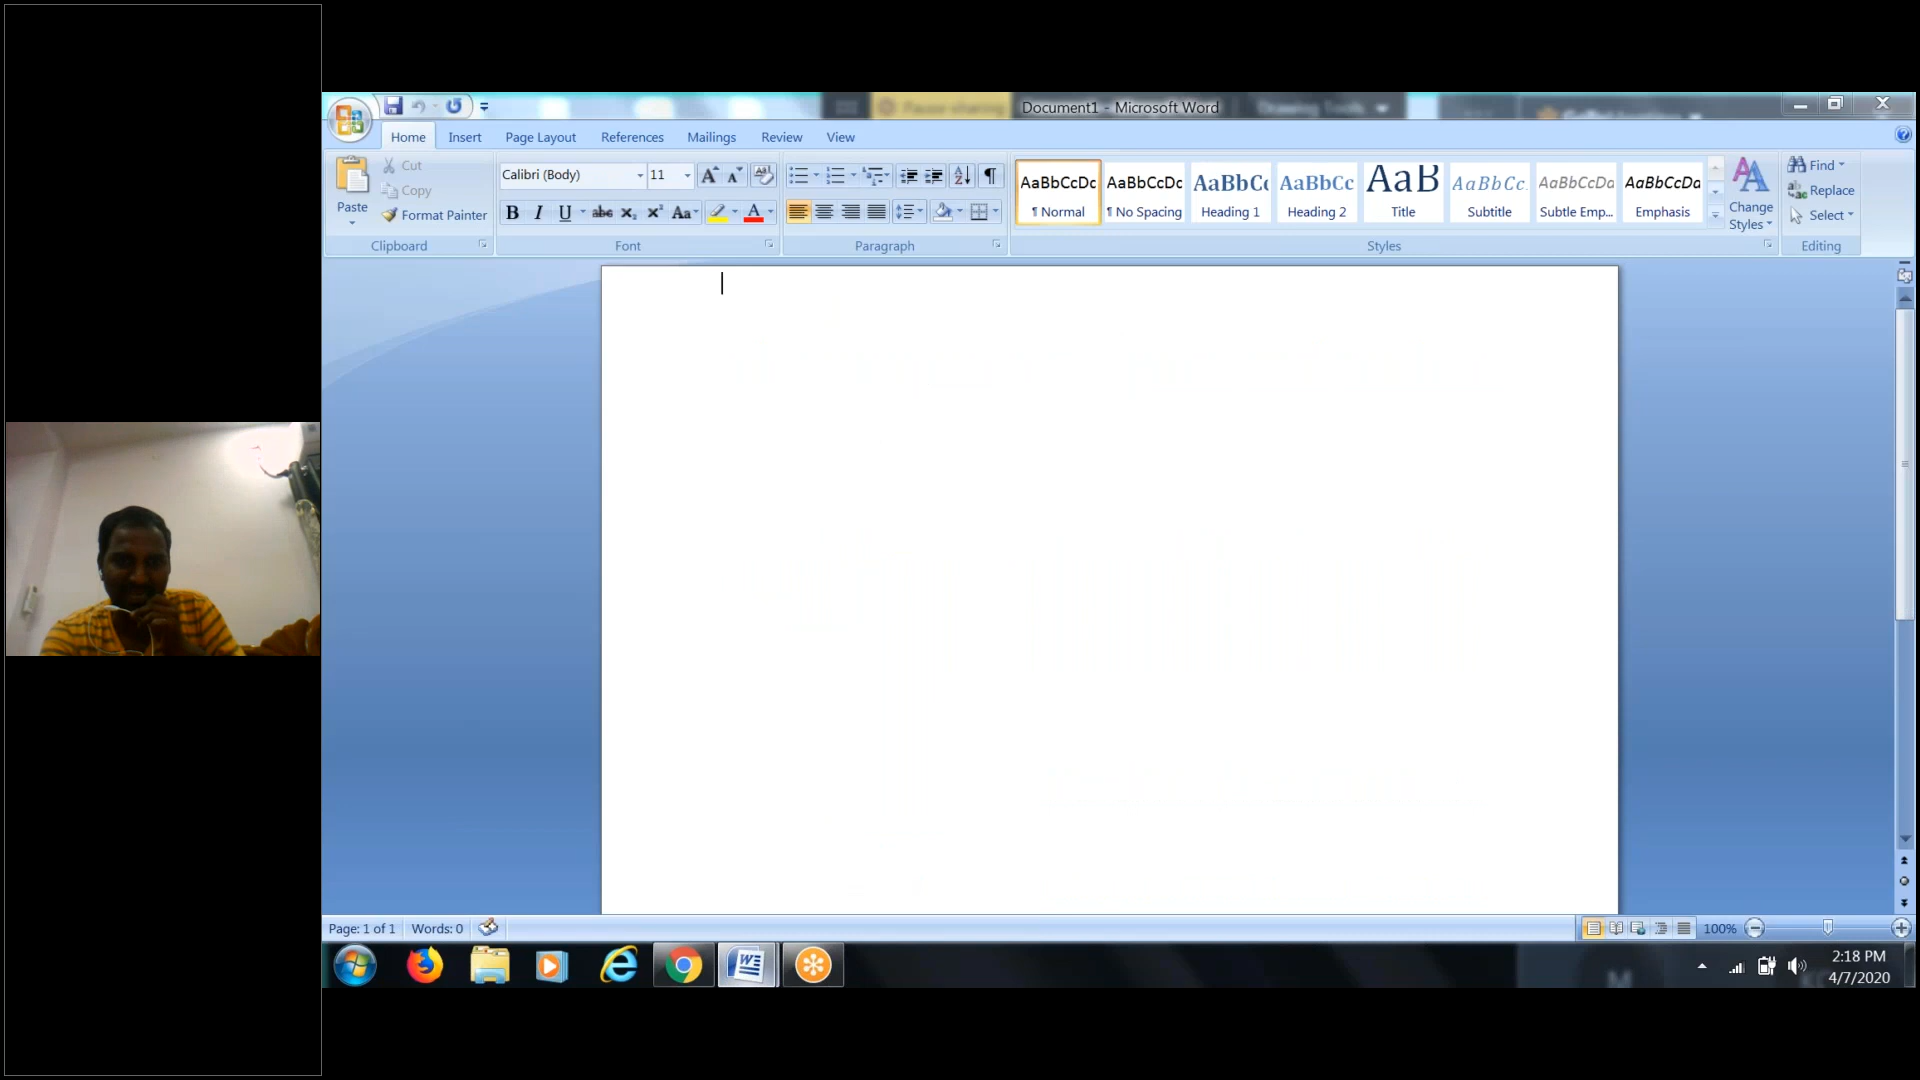 Document1 - Microsoft Word
Home Insert Page Layout References Mailings Review View
Paste
Cut
Copy
Format Painter
Clipboard
Calibri (Body) 11
Font
Paragraph
AaBbCcDc AaBbCcDc AaBbCc AaBbCc AaB AaBbCc. AaBbCcDa AaBbCcDa
¶ Normal ¶ No Spacing Heading 1 Heading 2 Title Subtitle Subtle Emp... Emphasis
Change
Styles
Styles
Find
Replace
Select
Editing
Page: 1 of 1 Words: 0
100%
2:18 PM
4/7/2020